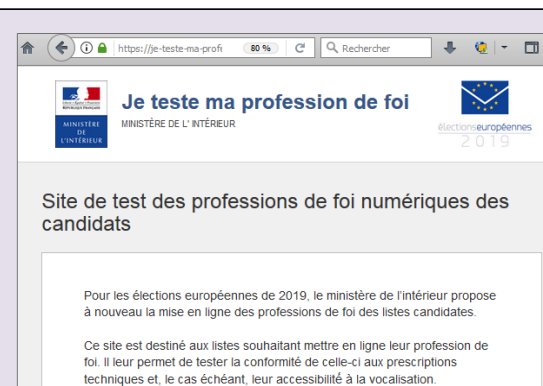 https://je-teste-ma-profi 80 % Rechercher
Je teste ma profession de foi
MINISTÈRE DE L' INTÉRIEUR
MINISTÈRE
DE
L'INTÉRIEUR
électionseuropéennes
2019
Site de test des professions de foi numériques des
candidats
Pour les élections européennes de 2019, le ministère de l'intérieur propose
à nouveau la mise en ligne des professions de foi des listes candidates.
Ce site est destiné aux listes souhaitant mettre en ligne leur profession de
foi. Il leur permet de tester la conformité de celle-ci aux prescriptions
techniques et, le cas échéant, leur accessibilité à la vocalisation.